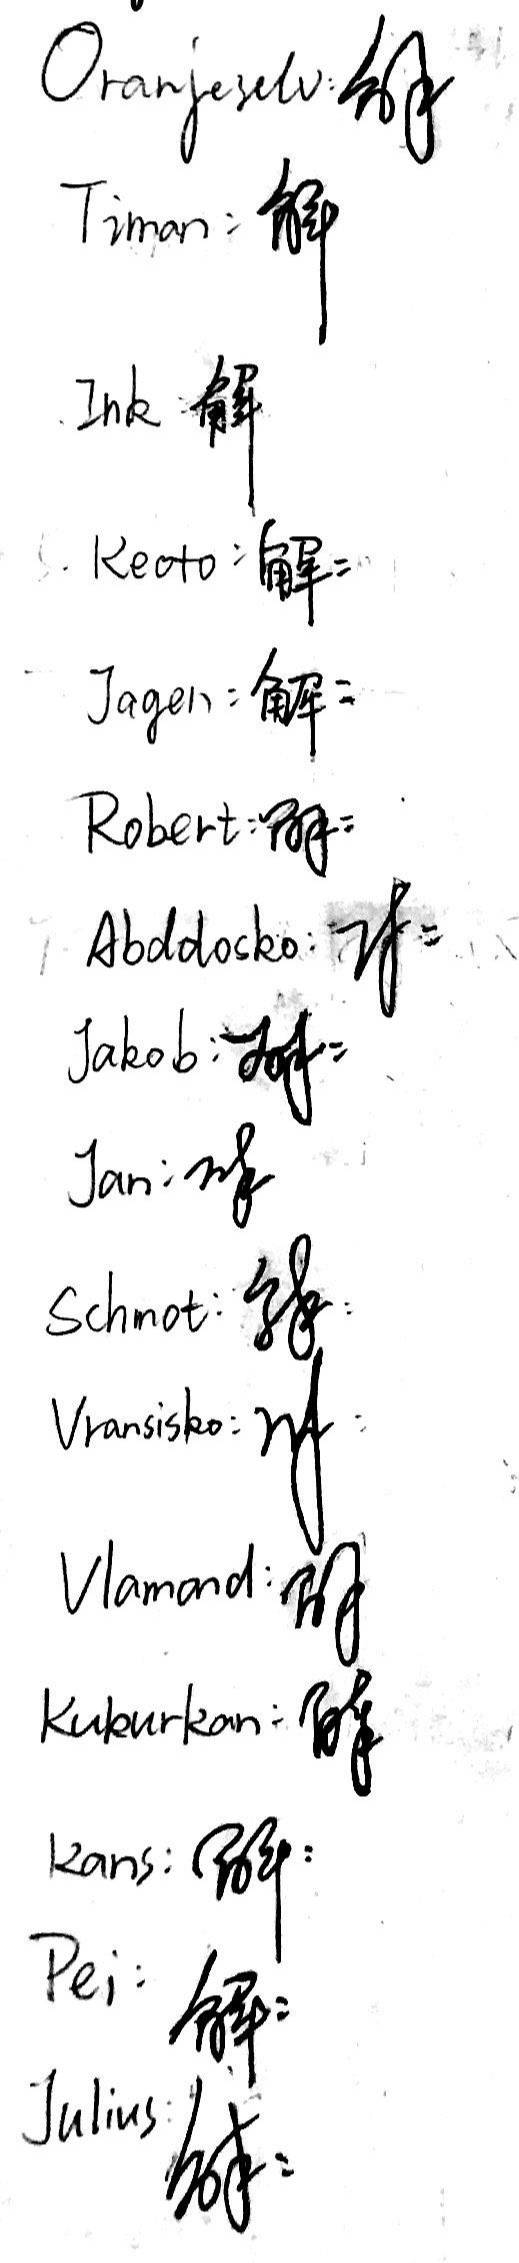 Oranjeselv: 解
Timan: 解
Ink 解
Keoto: 解:
Jagen: 解:
Robert: 解:
Abddosko: 解:
Jakob: 解:
Jan: 解
Schmot: 解:
Vransisko: 解:
Vlamand: 解
Kukurkan: 解
Kans: 解:
Pei: 解:
Julius: 解: